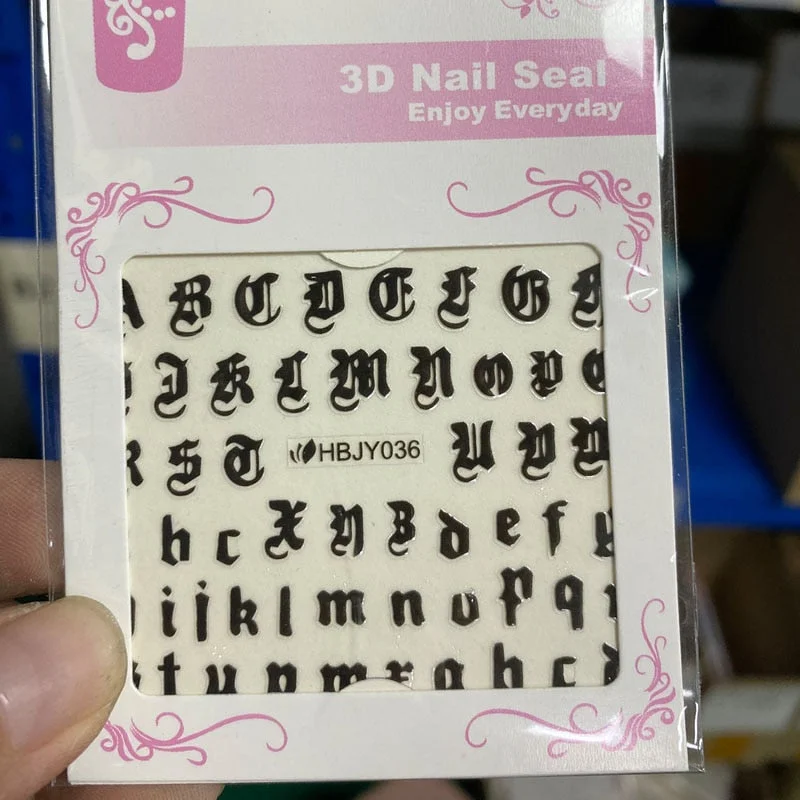 3D Nail Seal
Enjoy Everyday
A B C D E F G H
I K L M N O P
R S T HBJY036 U
h c X Y Z d e f
i j k l m n o p q
t u